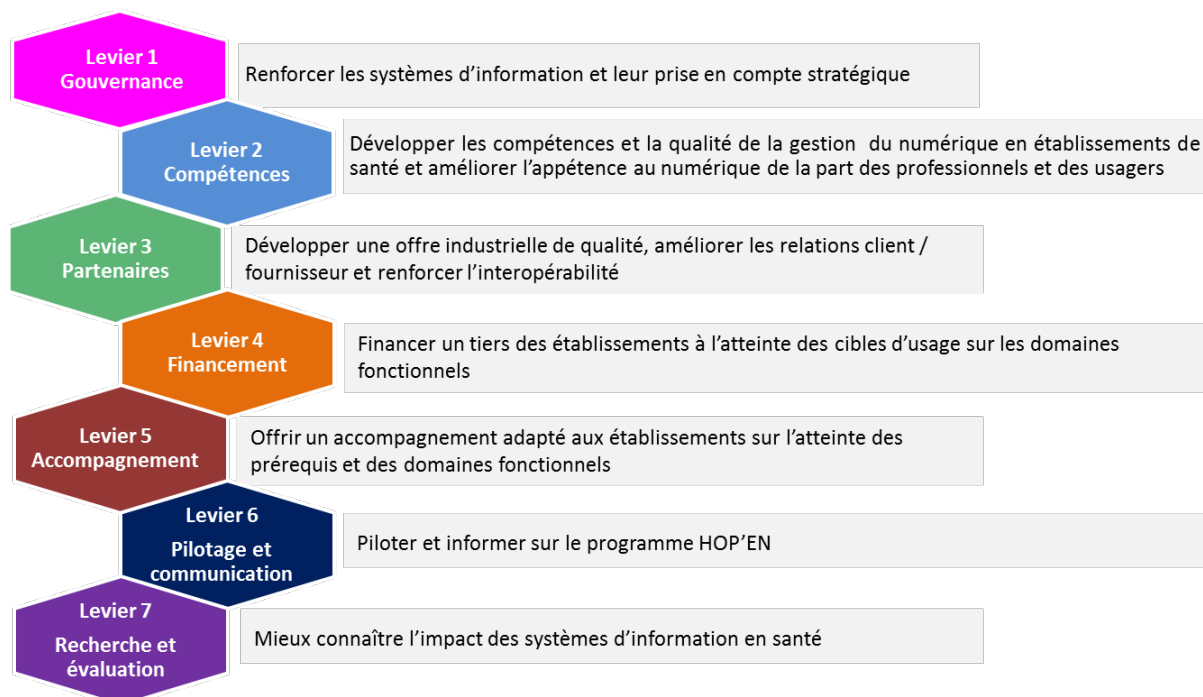 Levier 1
Gouvernance
Renforcer les systèmes d’information et leur prise en compte stratégique
Levier 2
Compétences
Développer les compétences et la qualité de la gestion du numérique en établissements de
santé et améliorer l’appétence au numérique de la part des professionnels et des usagers
Levier 3
Partenaires
Développer une offre industrielle de qualité, améliorer les relations client /
fournisseur et renforcer l’interopérabilité
Levier 4
Financement
Financer un tiers des établissements à l’atteinte des cibles d’usage sur les domaines
fonctionnels
Levier 5
Accompagnement
Offrir un accompagnement adapté aux établissements sur l’atteinte des
prérequis et des domaines fonctionnels
Levier 6
Pilotage et
communication
Piloter et informer sur le programme HOP’EN
Levier 7
Recherche et
évaluation
Mieux connaître l’impact des systèmes d’information en santé